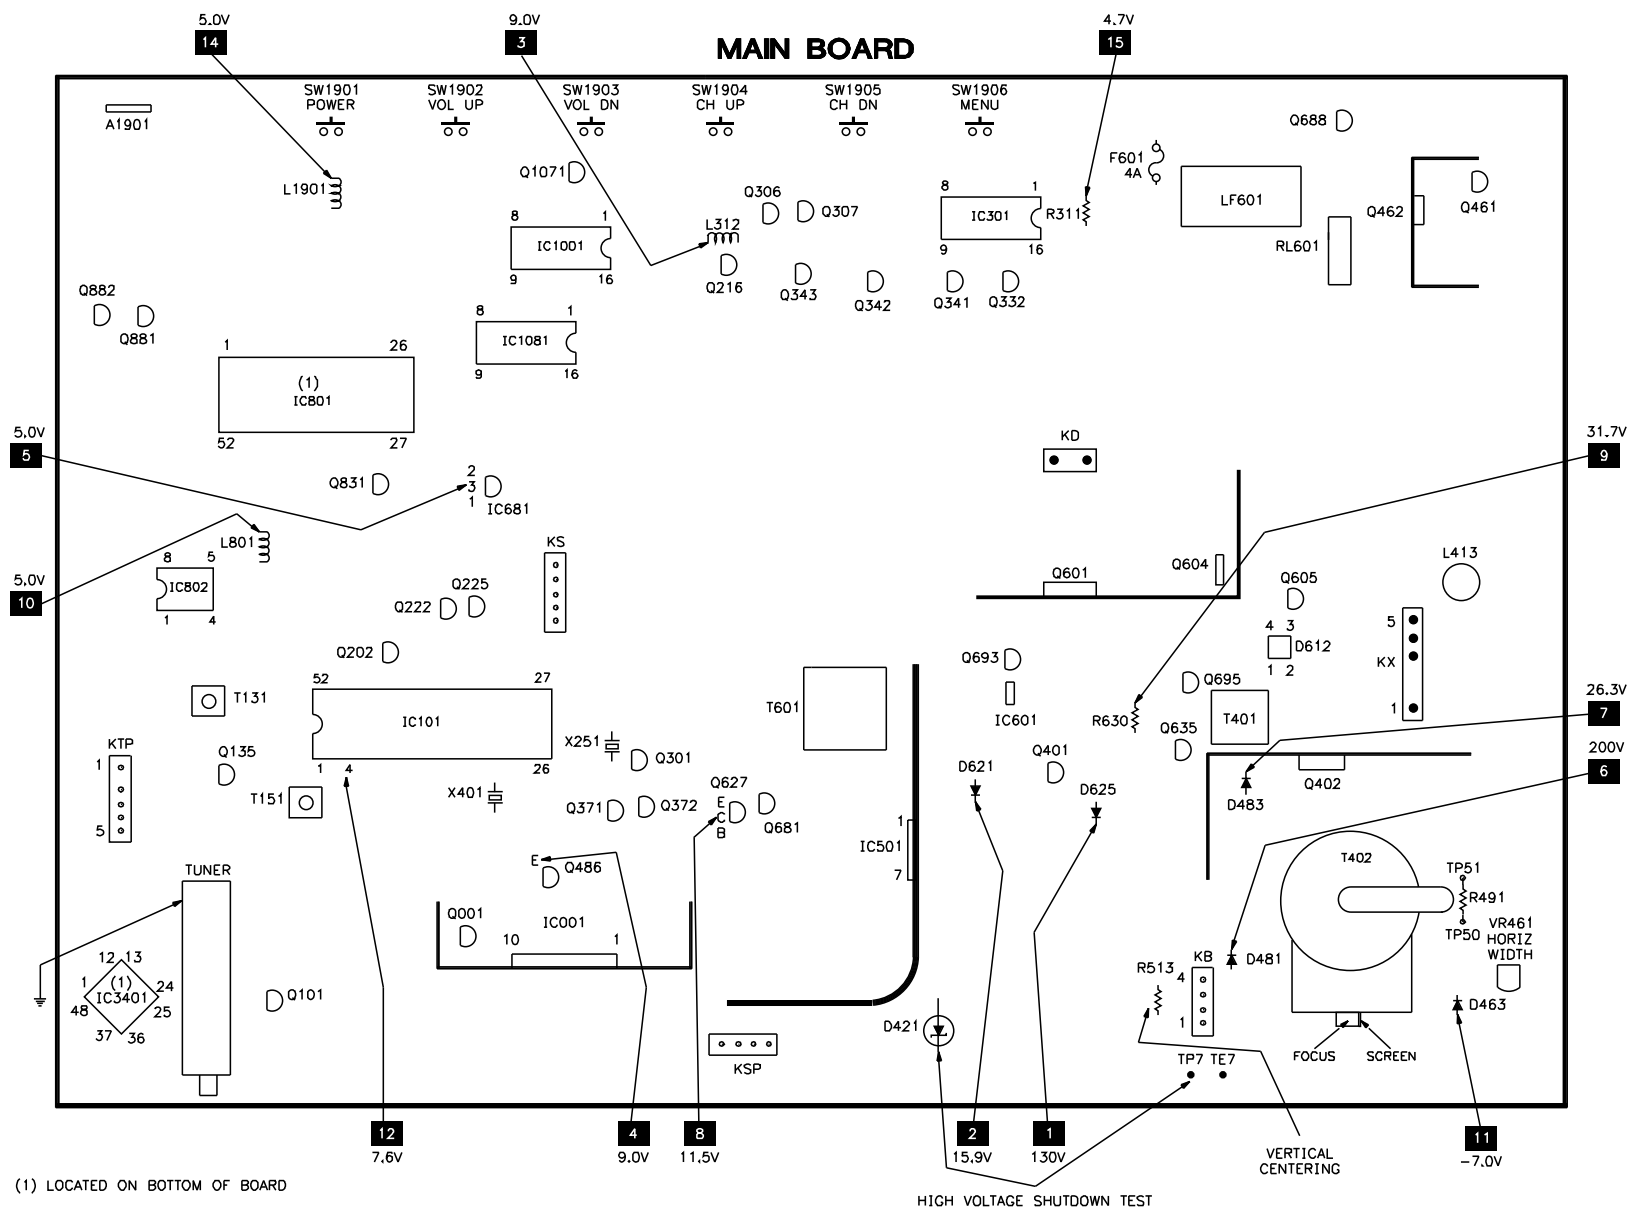 5.0V
14
9.0V
3
4.7V
15
MAIN BOARD
A1901
SW1901
POWER
SW1902
VOL UP
SW1903
VOL DN
SW1904
CH UP
SW1905
CH DN
SW1906
MENU
Q688
F601
4A
L1901
Q1071
Q306
Q307
8
1
IC301
9
16
R311
LF601
Q462
Q461
RL601
L312
8
1
IC1001
9
16
Q216
Q343
Q342
Q341
Q332
Q882
Q881
8
1
IC1081
9
16
1
26
(1)
IC801
52
27
5.0V
5
KD
31.7V
9
Q831
2
3
1
IC681
L801
8
5
IC802
1
4
KS
5.0V
10
Q601
Q604
L413
Q605
Q222
Q225
4
3
D612
1
2
5
KX
1
Q202
Q693
IC601
Q695
T131
52
27
IC101
1
4
26
T601
R630
T401
26.3V
7
Q635
KTP
1
5
Q135
T151
X251
Q301
X401
Q401
200V
6
D621
D625
D483
Q402
Q371
Q372
Q627
E
C
B
Q681
1
IC501
7
T402
TUNER
E
Q486
TP51
R491
TP50
VR461
HORIZ
WIDTH
Q001
IC001
10
1
12
13
1
24
(1)
IC3401
48
25
37
36
Q101
R513
KB
4
1
D481
D463
D421
KSP
FOCUS
SCREEN
TP7
TE7
12
7.6V
4
9.0V
8
11.5V
2
15.9V
1
130V
11
-7.0V
VERTICAL
CENTERING
(1) LOCATED ON BOTTOM OF BOARD
HIGH VOLTAGE SHUTDOWN TEST